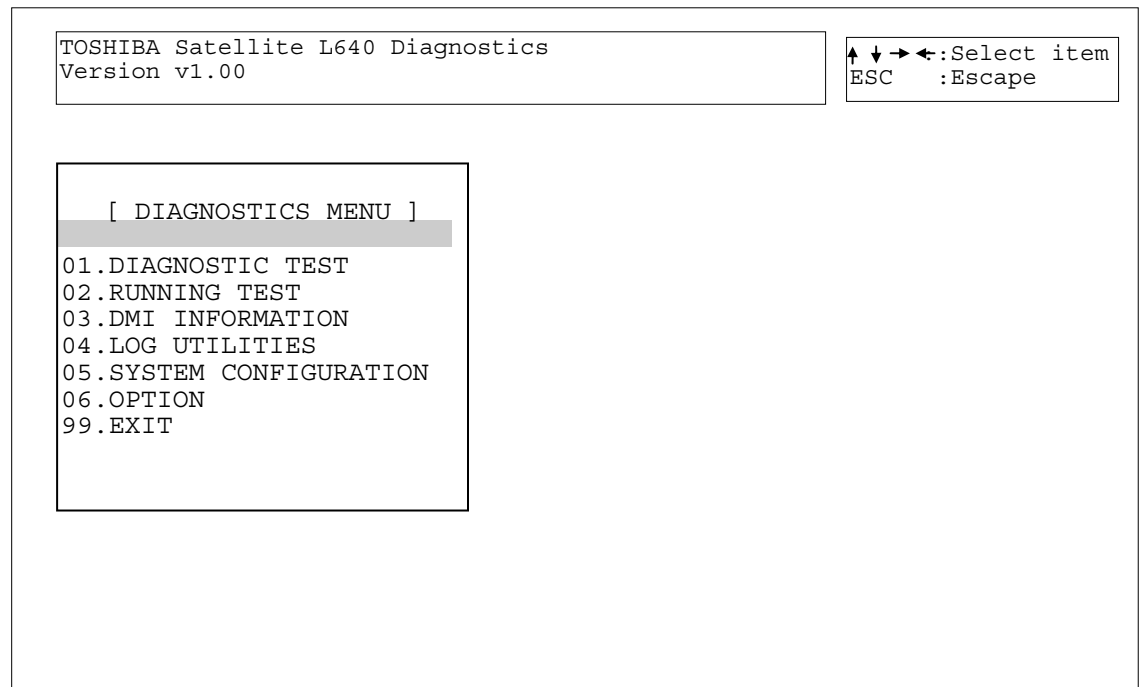 TOSHIBA Satellite L640 Diagnostics
Version v1.00
↑ ↓ → ←:Select item
ESC :Escape
[ DIAGNOSTICS MENU ]
01.DIAGNOSTIC TEST
02.RUNNING TEST
03.DMI INFORMATION
04.LOG UTILITIES
05.SYSTEM CONFIGURATION
06.OPTION
99.EXIT